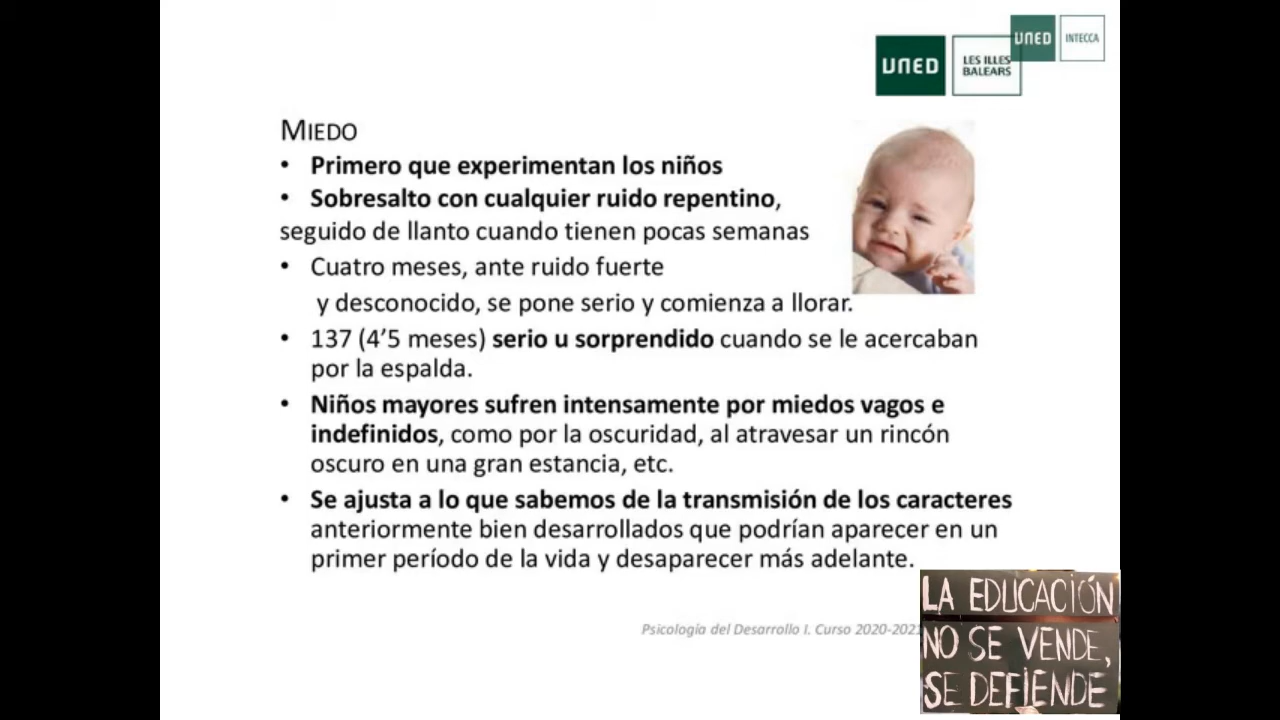 UNED
INTECCA
UNED
LES ILLES
BALEARS
MIEDO
• Primero que experimentan los niños
• Sobresalto con cualquier ruido repentino,
seguido de llanto cuando tienen pocas semanas
• Cuatro meses, ante ruido fuerte
y desconocido, se pone serio y comienza a llorar.
• 137 (4’5 meses) serio u sorprendido cuando se le acercaban
por la espalda.
• Niños mayores sufren intensamente por miedos vagos e
indefinidos, como por la oscuridad, al atravesar un rincón
oscuro en una gran estancia, etc.
• Se ajusta a lo que sabemos de la transmisión de los caracteres
anteriormente bien desarrollados que podrían aparecer en un
primer período de la vida y desaparecer más adelante.
Psicología del Desarrollo I. Curso 2020-2021
LA EDUCACIÓN
NO SE VENDE,
SE DEFIENDE